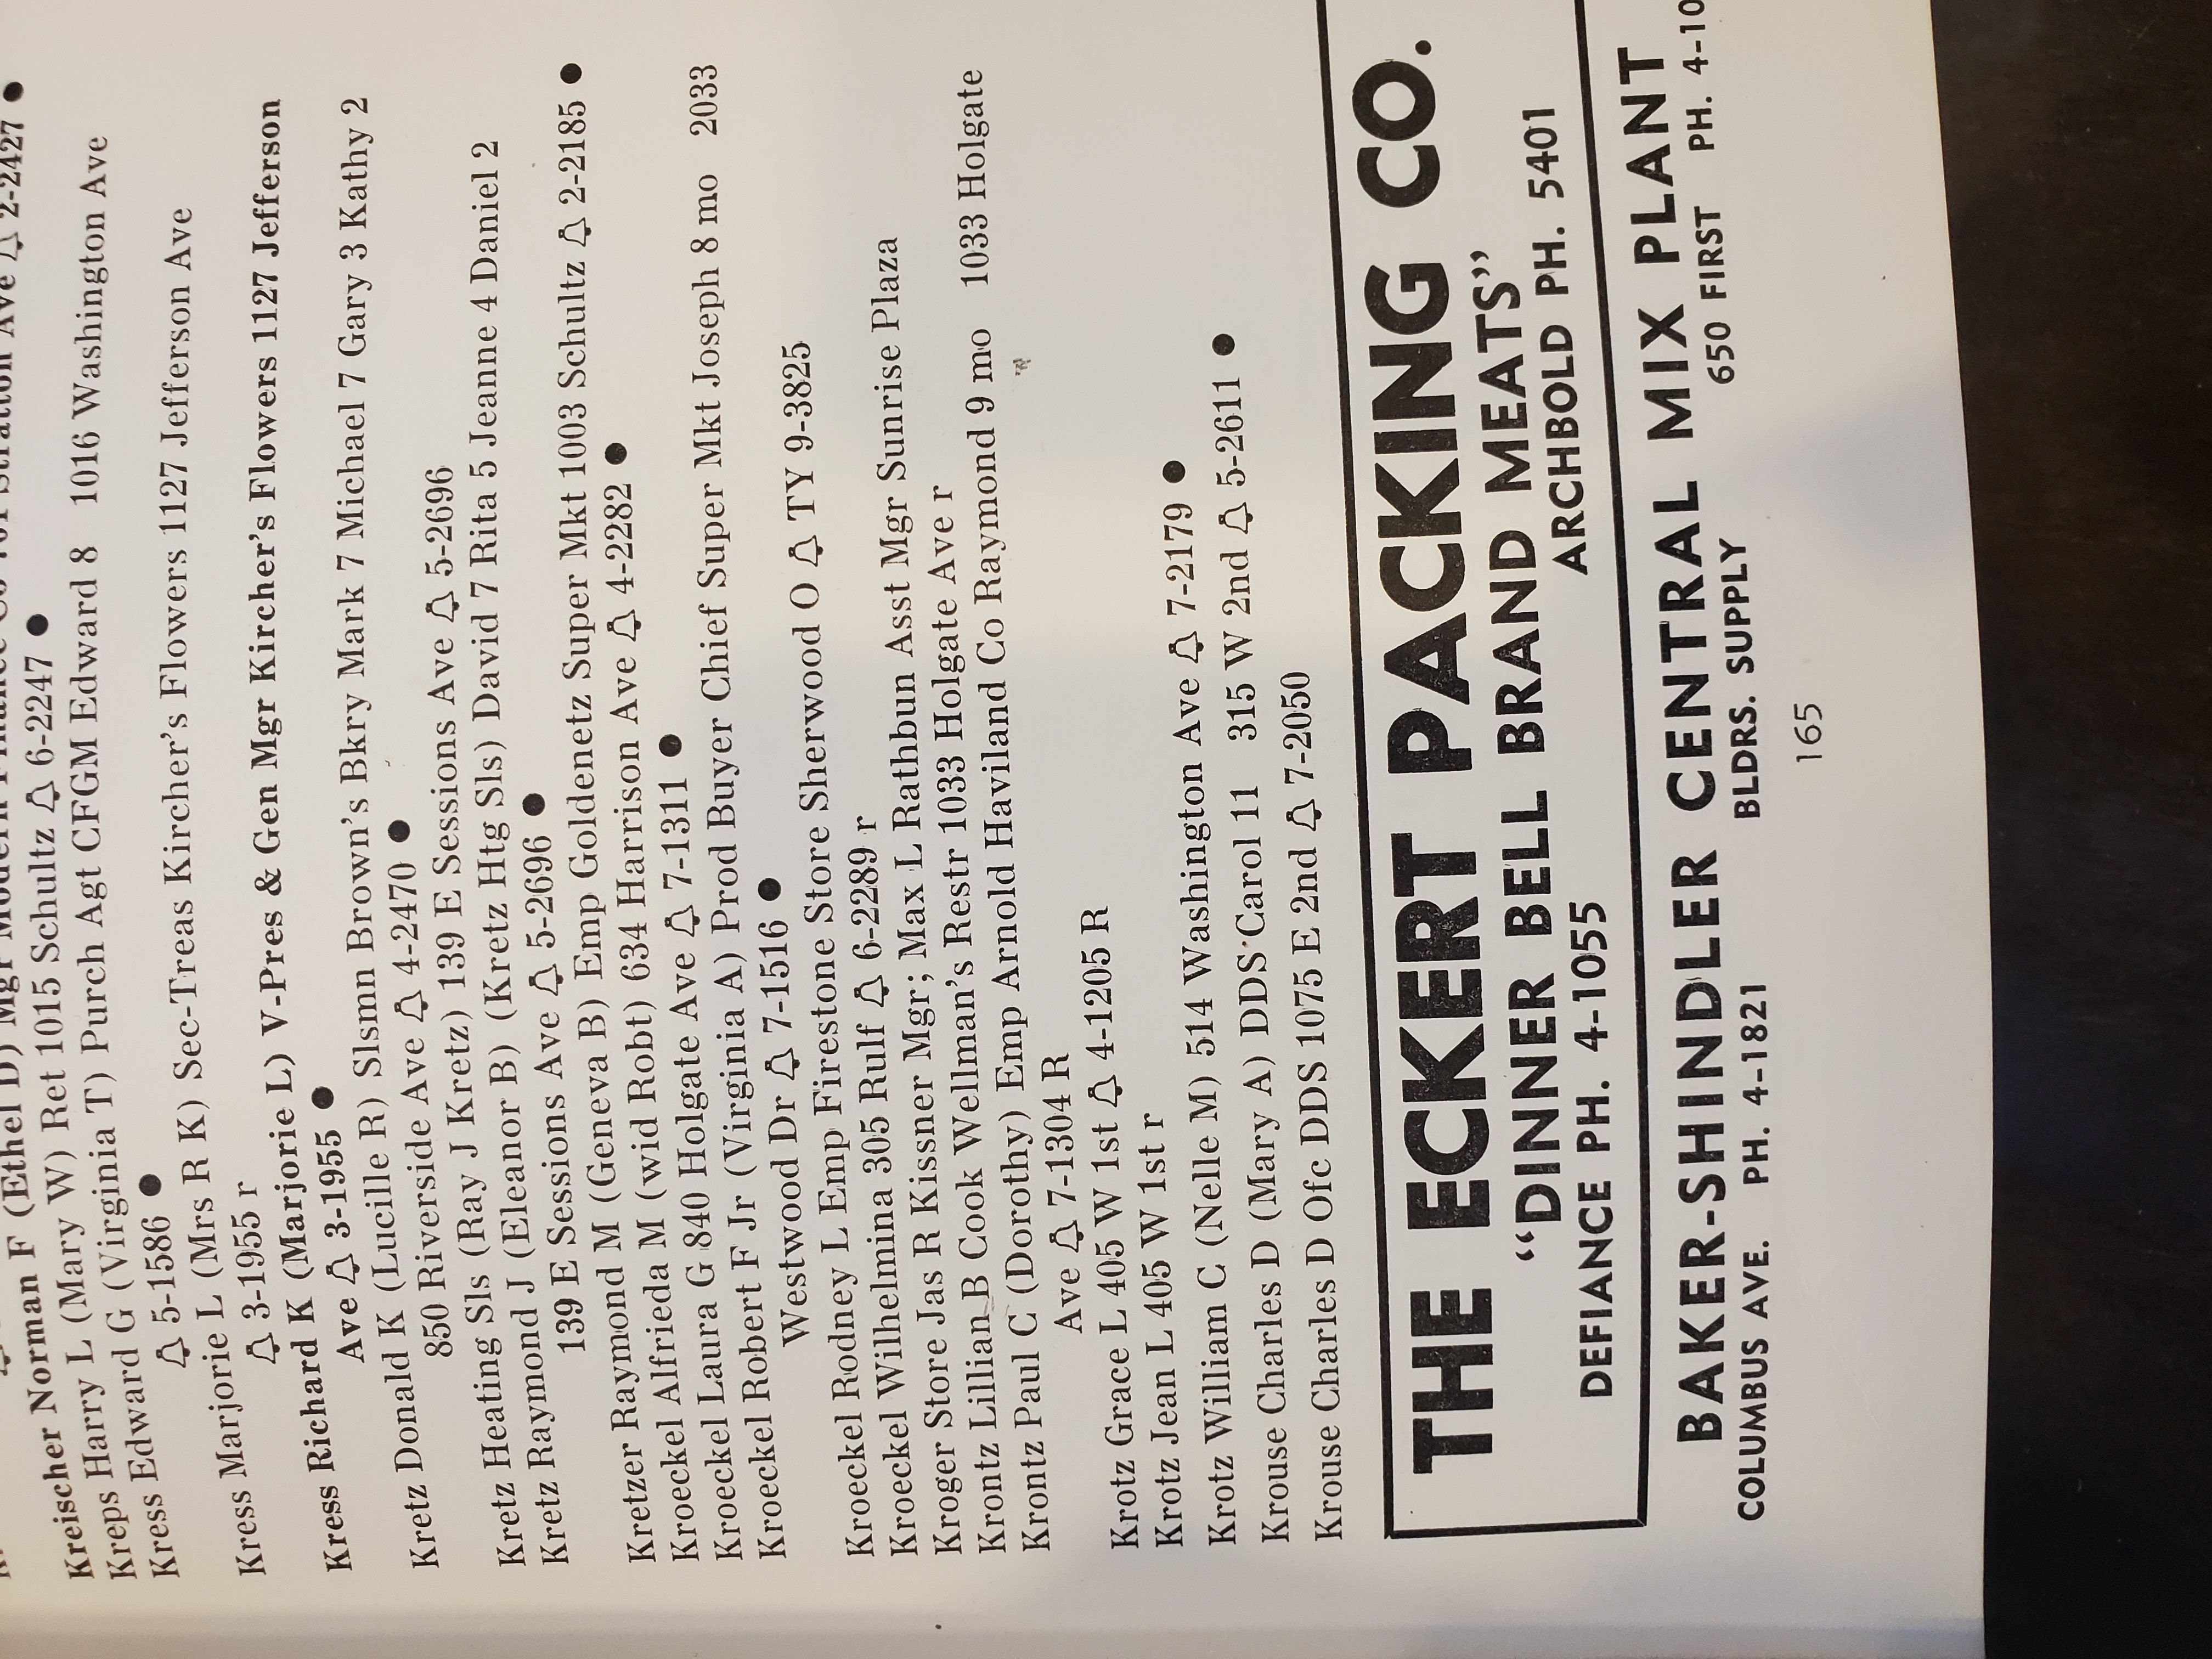 Kreischer Norman F (Ethel D) Mgr Modern
2-2427 ●
Kreps Harry L (Mary W) Ret 1015 Schultz 6-2247 ●
Kress Edward G (Virginia T) Purch Agt CFGM Edward 8 1016 Washington Ave
5-1586 ●
Kress Marjorie L (Mrs R K) Sec-Treas Kircher's Flowers 1127 Jefferson Ave
3-1955 r
Kress Richard K (Marjorie L) V-Pres & Gen Mgr Kircher's Flowers 1127 Jefferson
Ave 3-1955 ●
Kretz Donald K (Lucille R) Slsmn Brown's Bkry Mark 7 Michael 7 Gary 3 Kathy 2
850 Riverside Ave 4-2470 ●
Kretz Heating Sls (Ray J Kretz) 139 E Sessions Ave 5-2696
Kretz Raymond J (Eleanor B) (Kretz Htg Sls) David 7 Rita 5 Jeanne 4 Daniel 2
139 E Sessions Ave 5-2696 ●
Kretzer Raymond M (Geneva B) Emp Goldenetz Super Mkt 1003 Schultz 2-2185 ●
Kroeckel Alfrieda M (wid Robt) 634 Harrison Ave 4-2282 ●
Kroeckel Laura G 840 Holgate Ave 7-1311 ●
Kroeckel Robert F Jr (Virginia A) Prod Buyer Chief Super Mkt Joseph 8 mo 2033
Westwood Dr 7-1516 ●
Kroeckel Rodney L Emp Firestone Store Sherwood O TY 9-3825
Kroeckel Wilhelmina 305 Rulf 6-2289 r
Kroger Store Jas R Kissner Mgr; Max L Rathbun Asst Mgr Sunrise Plaza
Krontz Lillian B Cook Wellman's Restr 1033 Holgate Ave r
Krontz Paul C (Dorothy) Emp Arnold Haviland Co Raymond 9 mo 1033 Holgate
Ave 7-1304 R
Krotz Grace L 405 W 1st 4-1205 R
Krotz Jean L 405 W 1st r
Krotz William C (Nelle M) 514 Washington Ave 7-2179 ●
Krouse Charles D (Mary A) DDS Carol 11 315 W 2nd 5-2611 ●
Krouse Charles D Ofc DDS 1075 E 2nd 7-2050
THE ECKERT PACKING CO.
"DINNER BELL BRAND MEATS"
DEFIANCE PH. 4-1055 ARCHBOLD PH. 5401
BAKER-SHINDLER CENTRAL MIX PLANT
COLUMBUS AVE. PH. 4-1821 BLDRS. SUPPLY 650 FIRST PH. 4-10
165